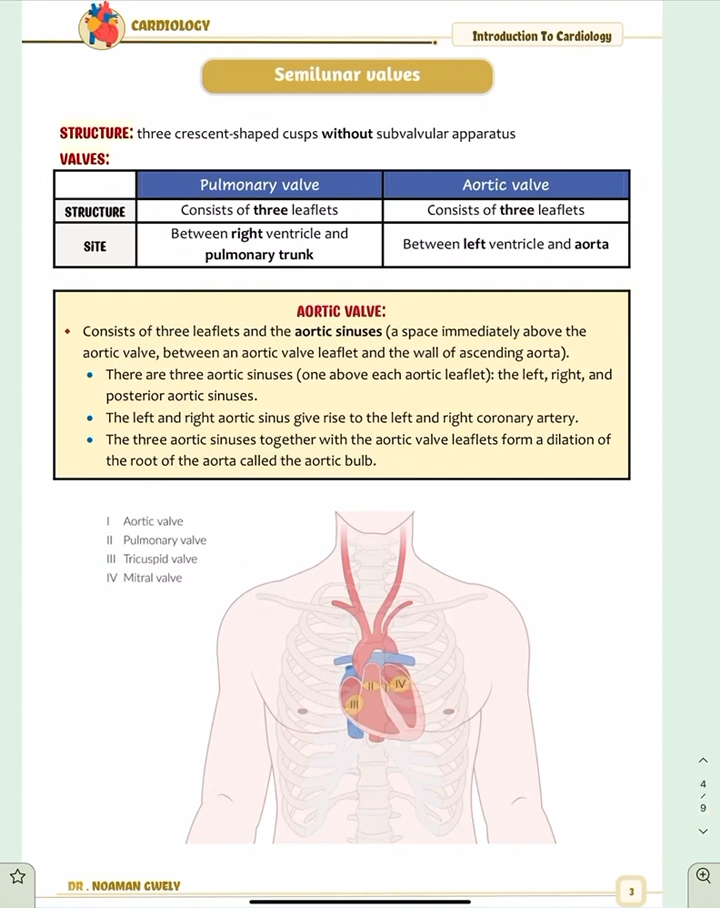 CARDIOLOGY
Introduction To Cardiology
Semilunar valves
STRUCTURE: three crescent-shaped cusps without subvalvular apparatus
VALVES:
Pulmonary valve Aortic valve
STRUCTURE Consists of three leaflets Consists of three leaflets
SITE Between right ventricle and pulmonary trunk Between left ventricle and aorta
AORTIC VALVE:
Consists of three leaflets and the aortic sinuses (a space immediately above the
aortic valve, between an aortic valve leaflet and the wall of ascending aorta).
There are three aortic sinuses (one above each aortic leaflet): the left, right, and
posterior aortic sinuses.
The left and right aortic sinus give rise to the left and right coronary artery.
The three aortic sinuses together with the aortic valve leaflets form a dilation of
the root of the aorta called the aortic bulb.
I Aortic valve
II Pulmonary valve
III Tricuspid valve
IV Mitral valve
II I IV
III
4
/
9
DR . NOAMAN GWELY
3